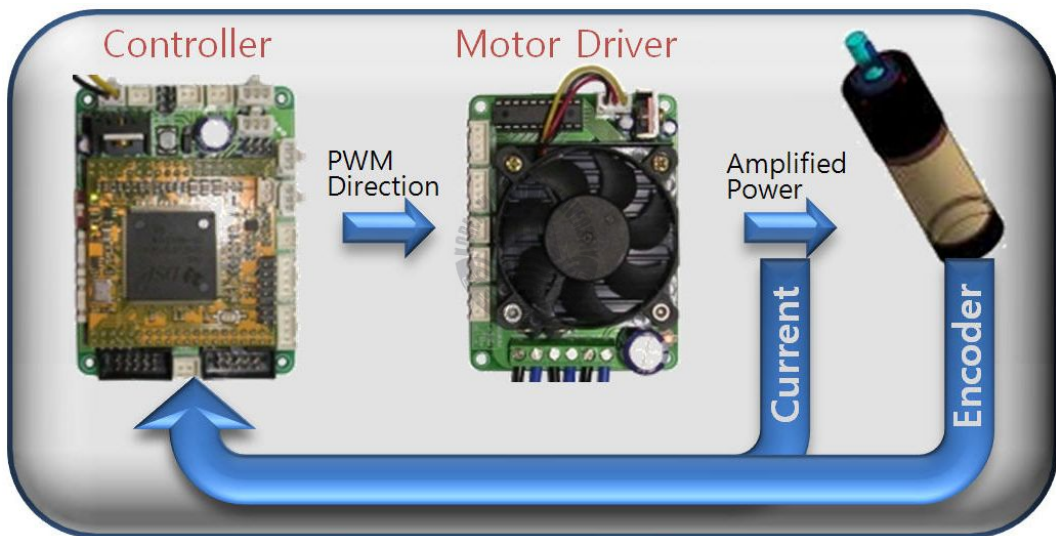 Controller
Motor Driver
PWM
Direction
Amplified
Power
Current
Encoder